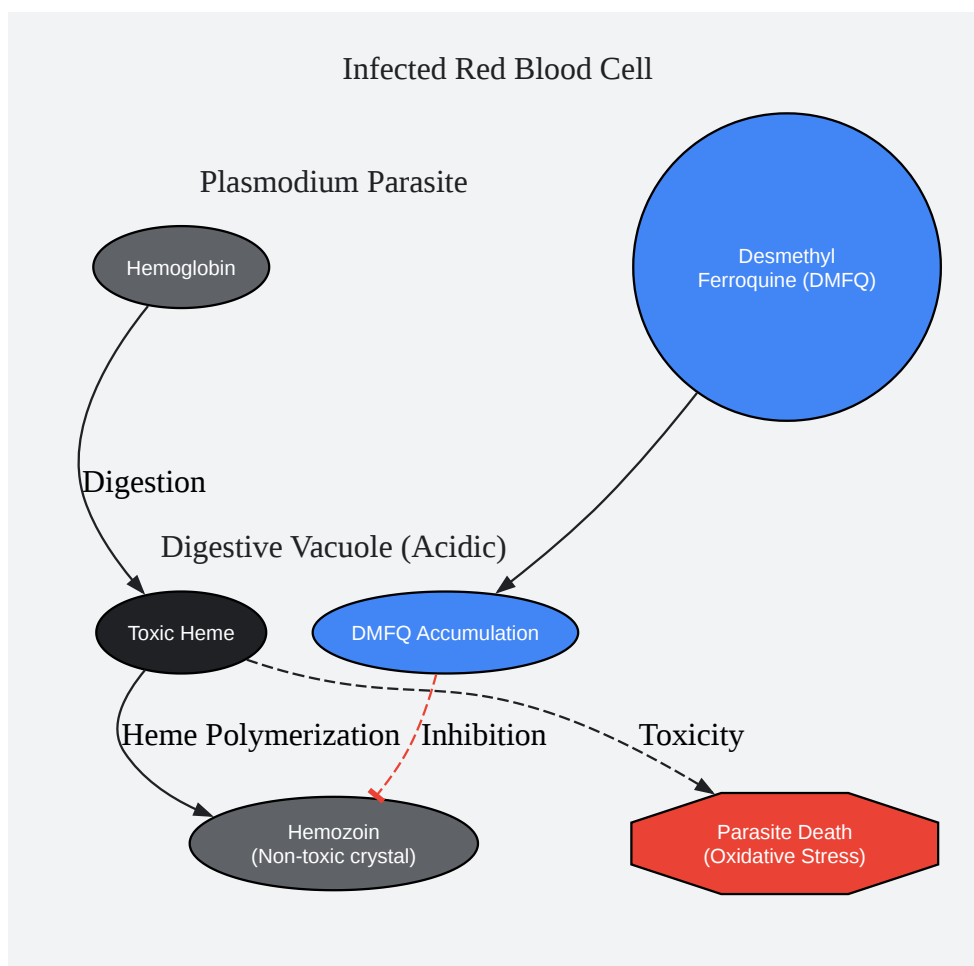 Infected Red Blood Cell
Plasmodium Parasite
Hemoglobin
Desmethyl
Ferroquine (DMFQ)
Digestion
Digestive Vacuole (Acidic)
Toxic Heme
DMFQ Accumulation
Heme Polymerization
Inhibition
Toxicity
Hemozoin
(Non-toxic crystal)
Parasite Death
(Oxidative Stress)